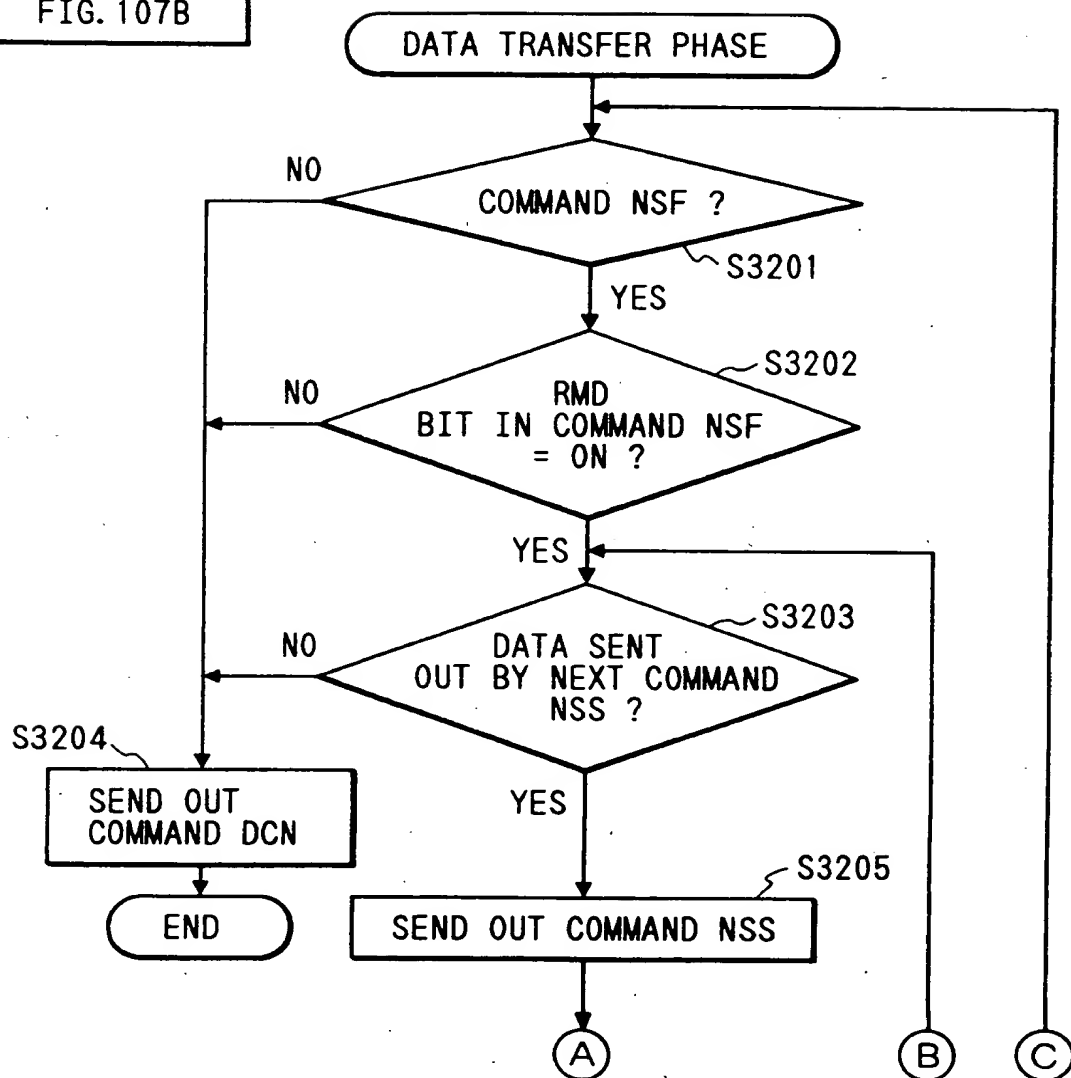 FIG. 107B
DATA TRANSFER PHASE
NO
COMMAND NSF ?
S3201
YES
S3202
NO
RMD
BIT IN COMMAND NSF
= ON ?
YES
S3203
NO
DATA SENT
OUT BY NEXT COMMAND
NSS ?
S3204
YES
SEND OUT
COMMAND DCN
S3205
END
SEND OUT COMMAND NSS
A
B
C